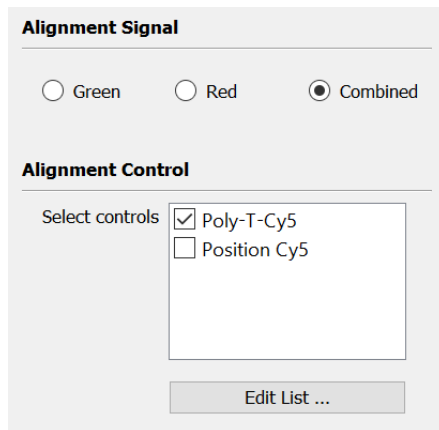 Alignment Signal
Green Red Combined
Alignment Control
Select controls Poly-T-Cy5
Position Cy5
Edit List ...